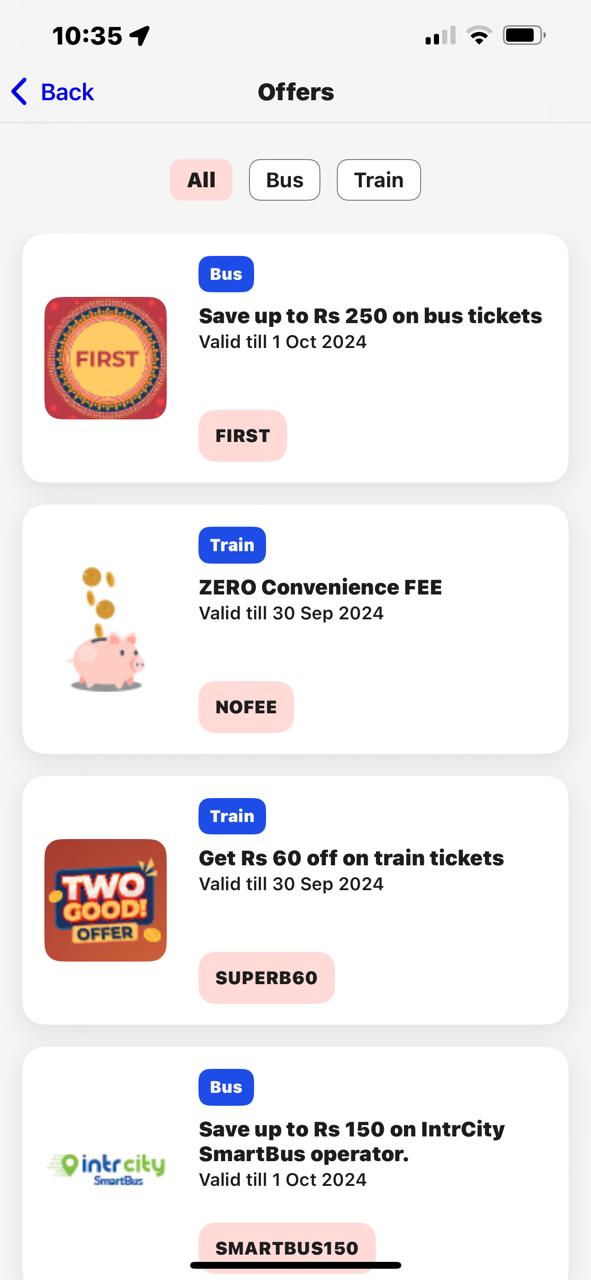 10:35
Back
Offers
All
Bus
Train
Bus
Save up to Rs 250 on bus tickets
Valid till 1 Oct 2024
FIRST
FIRST
Train
ZERO Convenience FEE
Valid till 30 Sep 2024
NOFEE
Train
Get Rs 60 off on train tickets
Valid till 30 Sep 2024
TWO
GOOD!
OFFER
SUPERB60
Bus
Save up to Rs 150 on IntrCity
SmartBus operator.
Valid till 1 Oct 2024
intrcity
SmartBus
SMARTBUS150